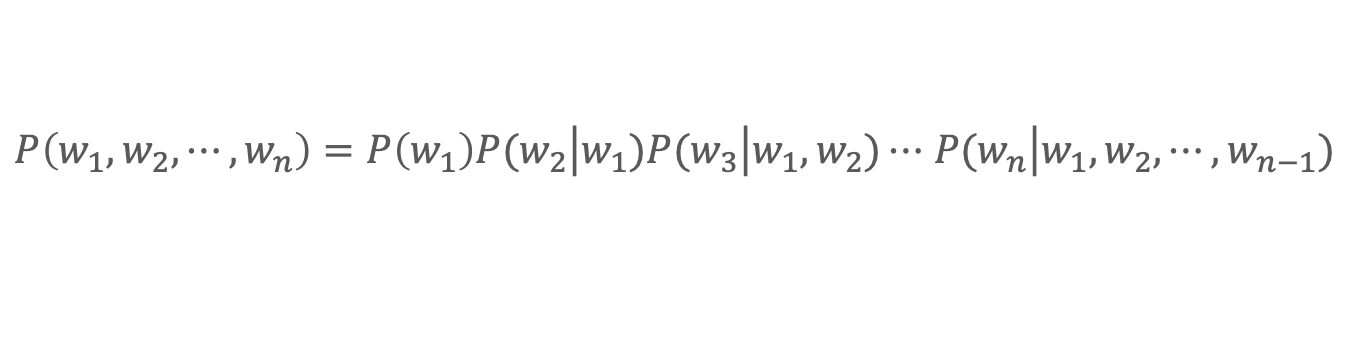 P(w₁, w₂, ⋯, wₙ) = P(w₁)P(w₂|w₁)P(w₃|w₁, w₂) ⋯ P(wₙ|w₁, w₂, ⋯, wₙ₋₁)